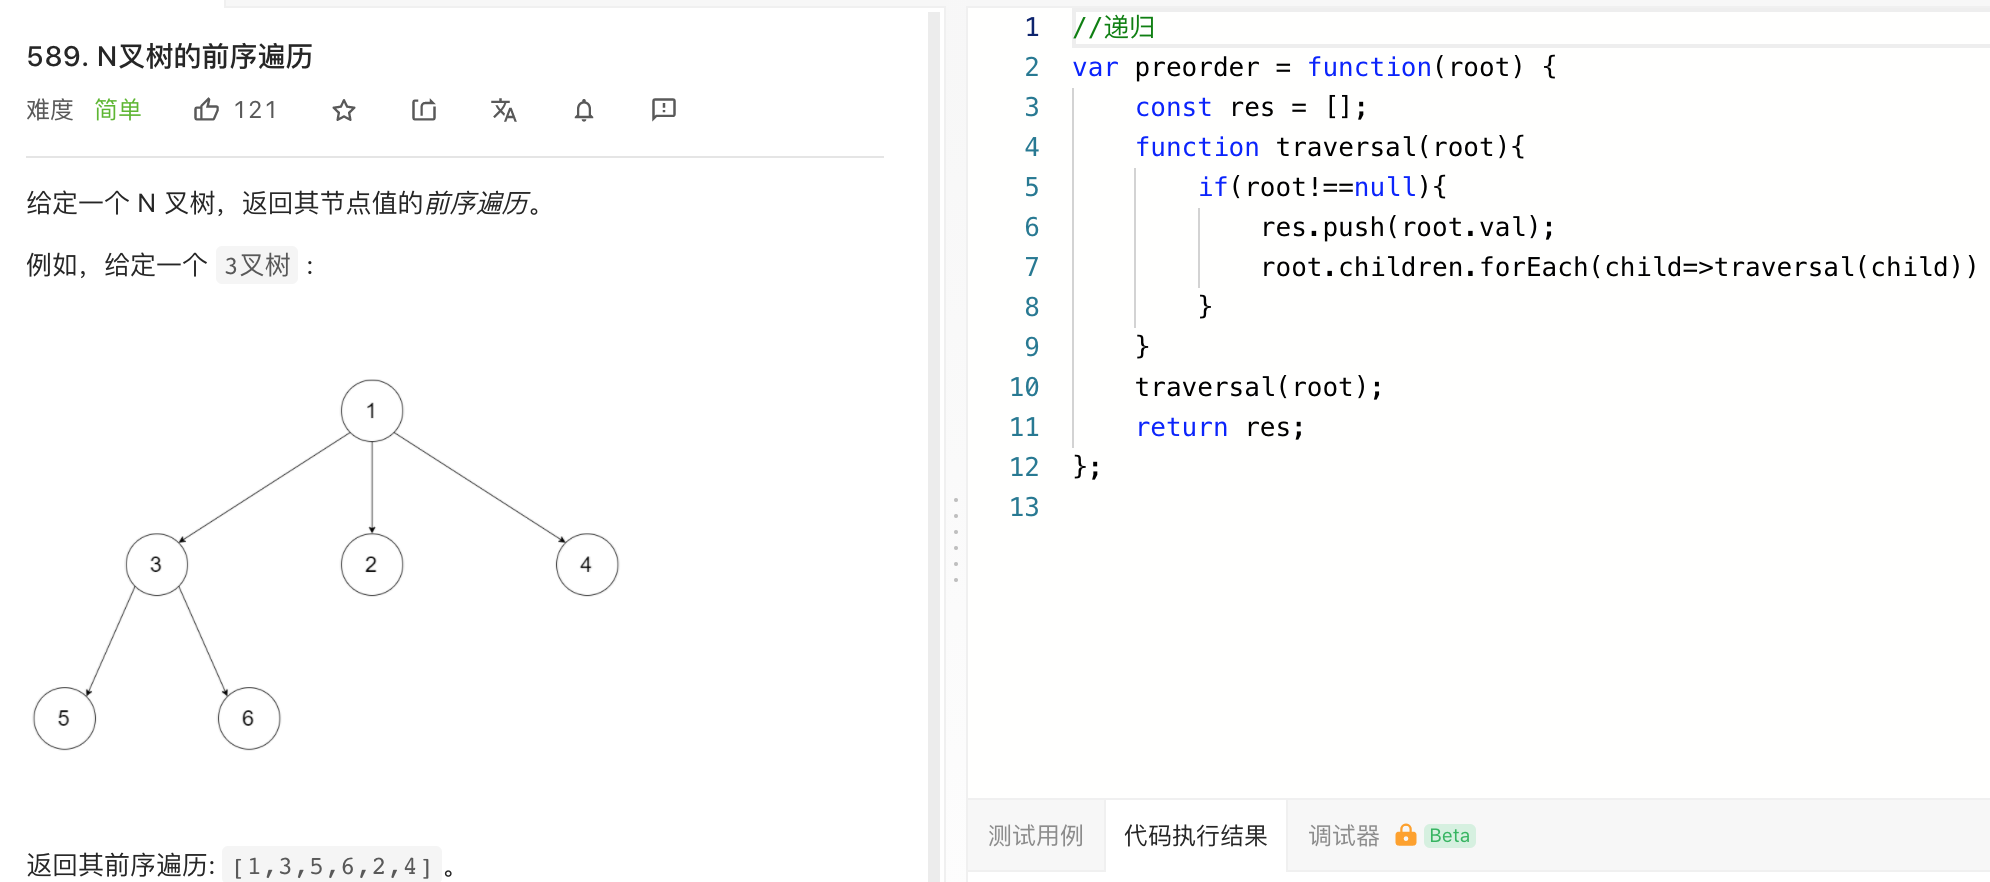 589. N叉树的前序遍历
难度 简单 121
给定一个 N 叉树，返回其节点值的前序遍历。
例如，给定一个 3叉树 :
1
3 2 4
5 6
返回其前序遍历: [1,3,5,6,2,4] 。
1 //递归
2 var preorder = function(root) {
3     const res = [];
4     function traversal(root){
5         if(root!==null){
6             res.push(root.val);
7             root.children.forEach(child=>traversal(child))
8         }
9     }
10     traversal(root);
11     return res;
12 };
13
测试用例 代码执行结果 调试器 Beta